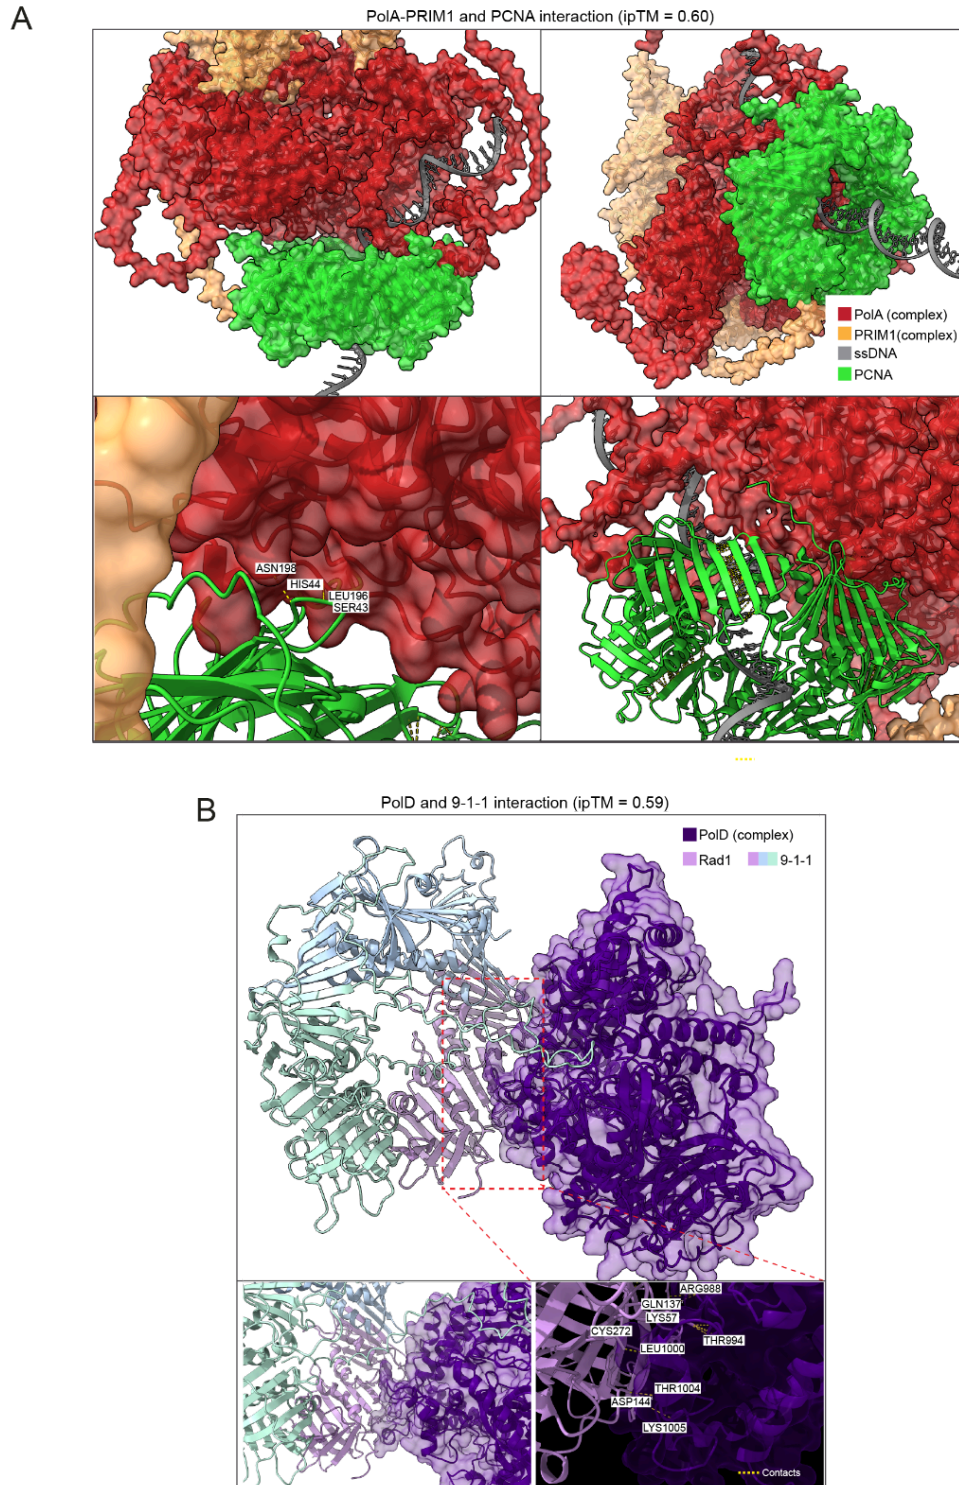 A
PolA-PRIM1 and PCNA interaction (ipTM = 0.60)
PolA (complex)
PRIM1(complex)
ssDNA
PCNA
ASN198
HIS44
LEU196
SER43
B
PolD and 9-1-1 interaction (ipTM = 0.59)
PolD (complex)
Rad1 9-1-1
ARG988
GLN137
LYS57
CYS272
THR994
LEU1000
THR1004
ASP144
LYS1005
Contacts